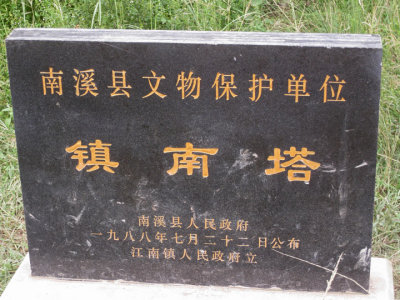 南溪县文物保护单位
镇南塔
南溪县人民政府
一九八八年七月二十二日公布
江南镇人民政府立